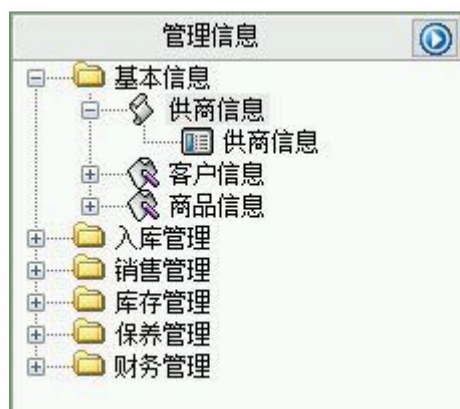 管理信息
基本信息
供商信息
供商信息
客户信息
商品信息
入库管理
销售管理
库存管理
保养管理
财务管理